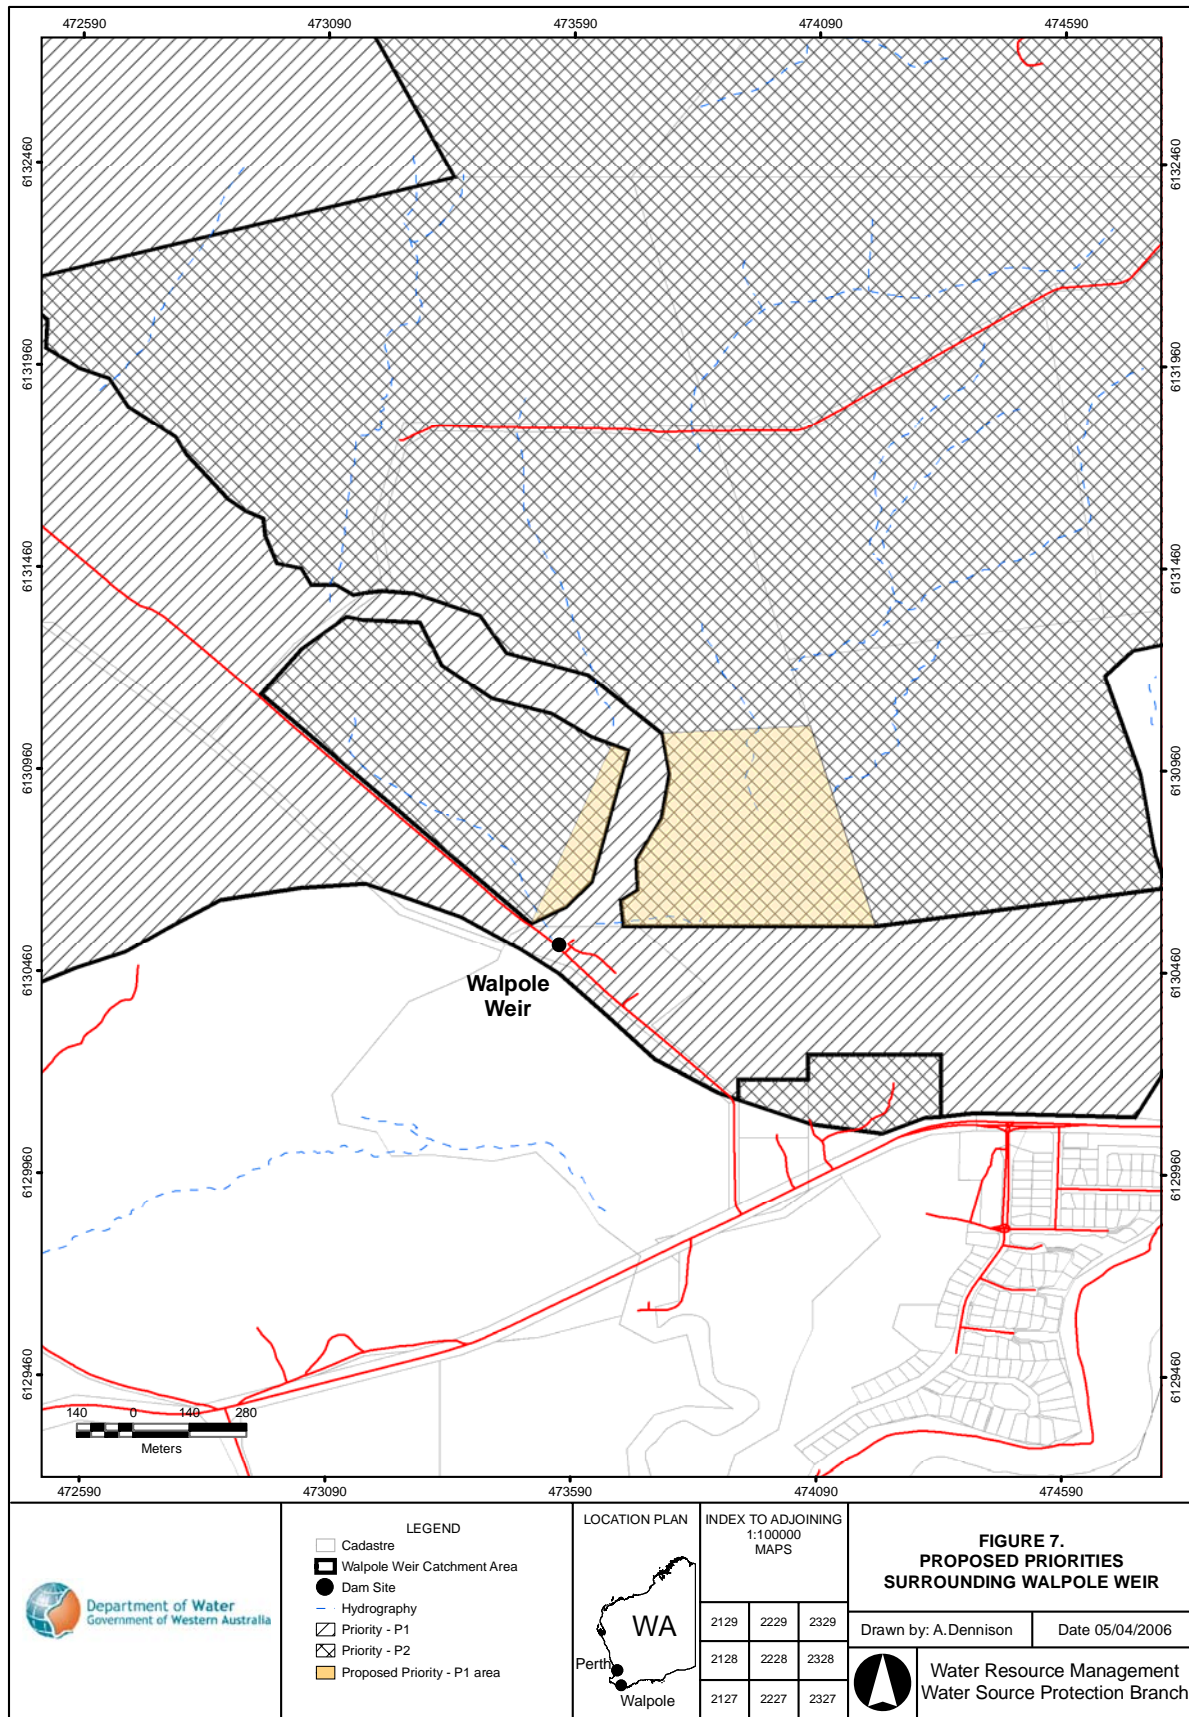 472590 473090 473590 474090 474590
6132460 6132460
6131960 6131960
6131460 6131460
6130960 6130960
6130460 6130460
6129960 6129960
6129460 6129460
Walpole
Weir
140 0 140 280
Meters
472590 473090 473590 474090 474590
Department of Water
Government of Western Australia
LEGEND
Cadastre
Walpole Weir Catchment Area
Dam Site
Hydrography
Priority - P1
Priority - P2
Proposed Priority - P1 area
LOCATION PLAN
WA
Perth
Walpole
INDEX TO ADJOINING
1:100000
MAPS
2129 2229 2329
2128 2228 2328
2127 2227 2327
FIGURE 7.
PROPOSED PRIORITIES
SURROUNDING WALPOLE WEIR
Drawn by: A.Dennison Date 05/04/2006
Water Resource Management
Water Source Protection Branch